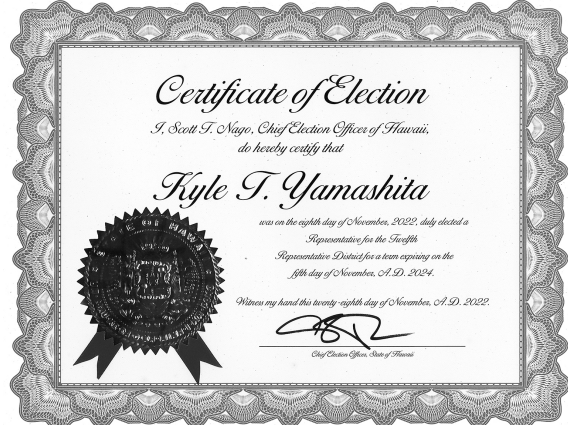 Certificate of Election
I, Scott T. Nago, Chief Election Officer of Hawaii,
do hereby certify that
Kyle T. Yamashita
was on the eighth day of November, 2022, duly elected a
Representative for the Twelfth
Representative District for a term expiring on the
fifth day of November, A.D. 2024.
Witness my hand this twenty-eighth day of November, A.D. 2022.
Chief Election Officer, State of Hawaii